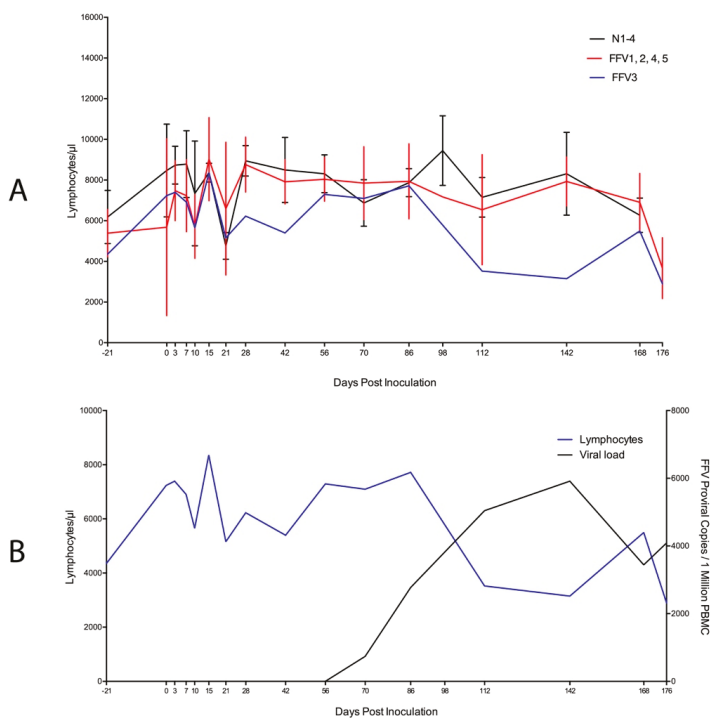 16000
14000
12000
10000
8000
6000
4000
2000
0
Lymphocytes/µl
A
N1-4
FFV1, 2, 4, 5
FFV3
-21 0 3 7 10 15 21 28 42 56 70 86 98 112 142 168 176
Days Post Inoculation
10000
8000
6000
4000
2000
0
Lymphocytes/µl
B
Lymphocytes
Viral load
8000
6000
4000
2000
0
FFV Proviral Copies / 1 Million PBMC
-21 0 3 7 10 15 21 28 42 56 70 86 98 112 142 168 176
Days Post Inoculation